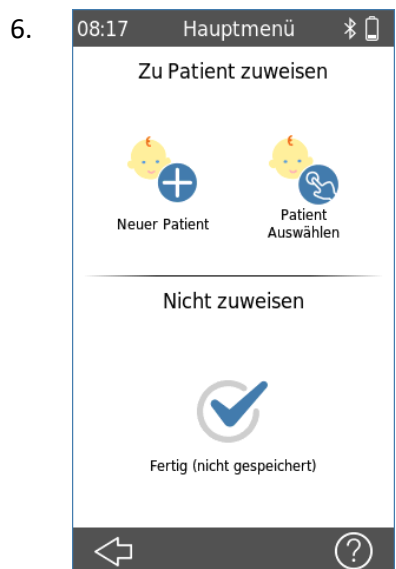 6.
08:17 Hauptmenü
Zu Patient zuweisen
Neuer Patient
Patient
Auswählen
Nicht zuweisen
Fertig (nicht gespeichert)
?